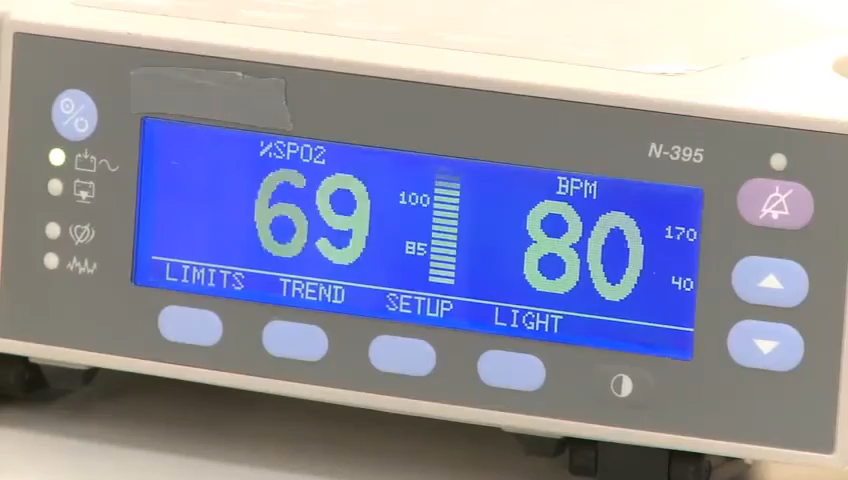 N-395
%SPO2
BPM
69
100
85
80
170
40
LIMITS
TREND
SETUP
LIGHT